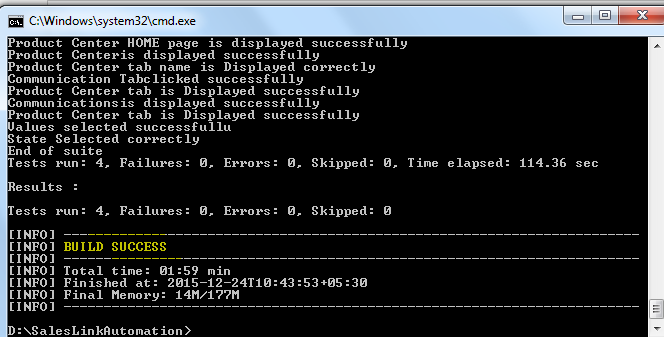 C:\Windows\system32\cmd.exe
Product Center HOME page is displayed successfully
Product Centeris displayed successfully
Product Center tab name is Displayed correctly
Communication Tabclicked successfully
Product Center tab is Displayed successfully
Communicationsis displayed successfully
Product Center tab is Displayed successfully
Values selected successfullu
State Selected correctly
End of suite
Tests run: 4, Failures: 0, Errors: 0, Skipped: 0, Time elapsed: 114.36 sec
Results :
Tests run: 4, Failures: 0, Errors: 0, Skipped: 0
[INFO] ------------------------------------------------------------------------
[INFO] BUILD SUCCESS
[INFO] ------------------------------------------------------------------------
[INFO] Total time: 01:59 min
[INFO] Finished at: 2015-12-24T10:43:53+05:30
[INFO] Final Memory: 14M/177M
[INFO] ------------------------------------------------------------------------
D:\SalesLinkAutomation>